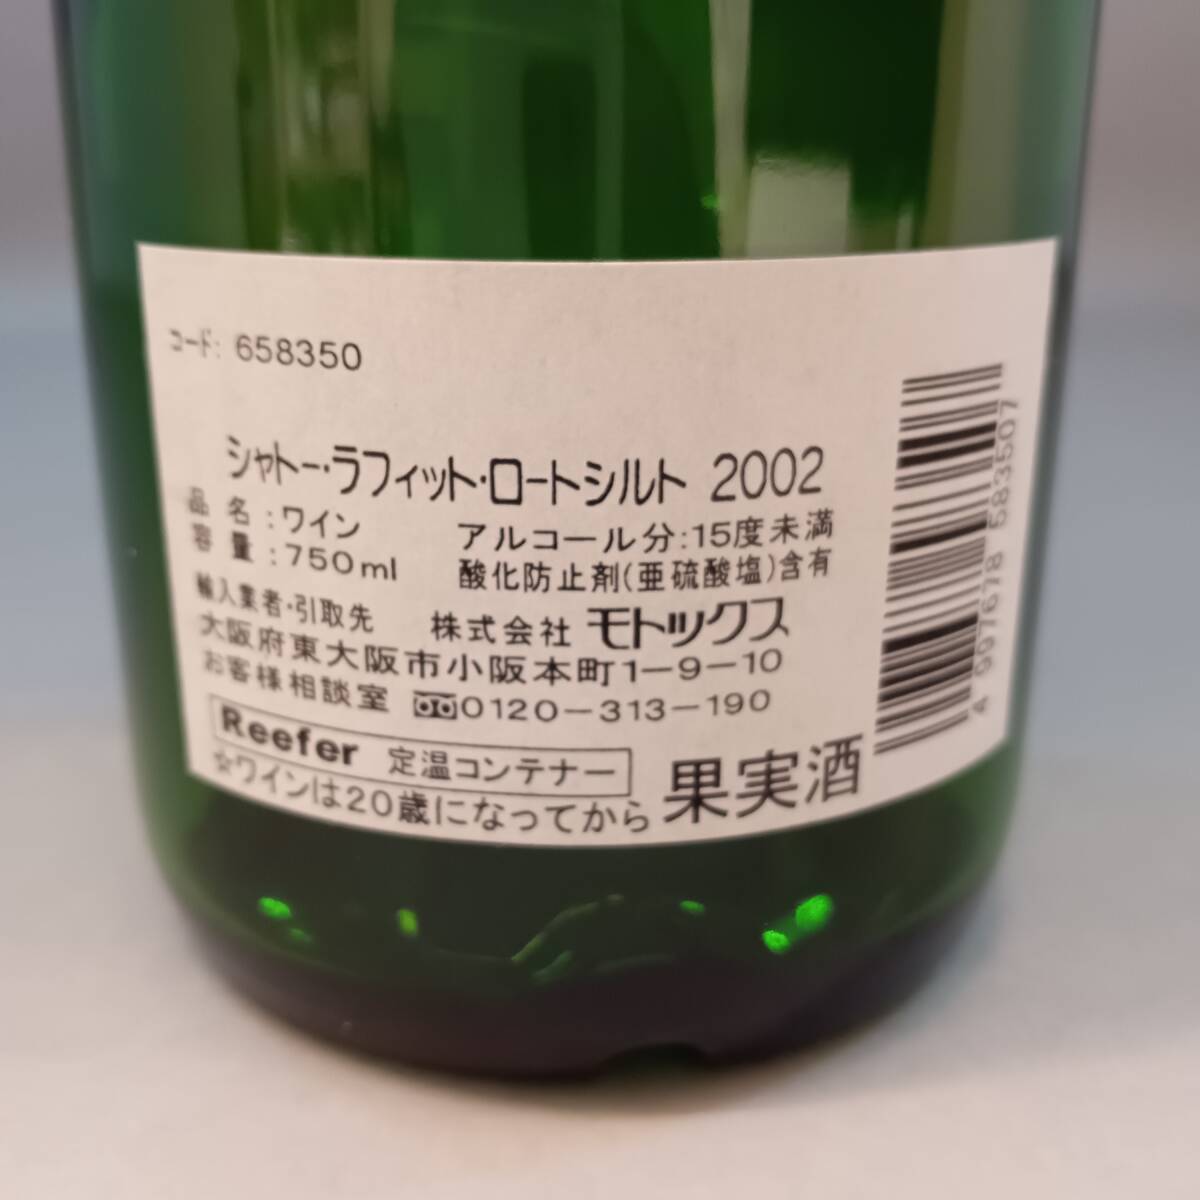 コード: 658350
シャトー・ラフィット・ロートシルト 2002
品 名 : ワイン アルコール分:15度未満
容 量 : 750ml 酸化防止剤(亜硫酸塩)含有
輸入業者・引取先 株式会社 モトックス
大阪府東大阪市小阪本町1-9-10
お客様相談室 0120-313-190
Reefer 定温コンテナー
☆ワインは20歳になってから
果実酒
4 997678 583507